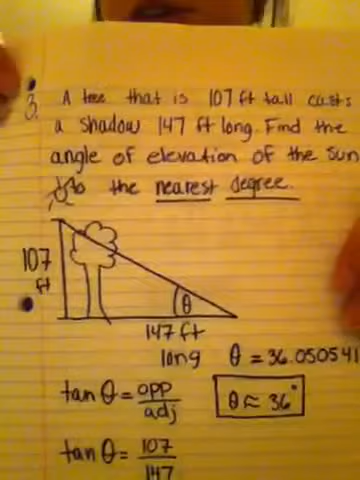 3. A tree that is 107 ft tall casts
a shadow 147 ft long. Find the
angle of elevation of the sun
to the nearest degree.
107
ft
θ
147 ft
long
θ = 36.050541
tan θ = opp
adj
θ ≈ 36°
tan θ = 107
147